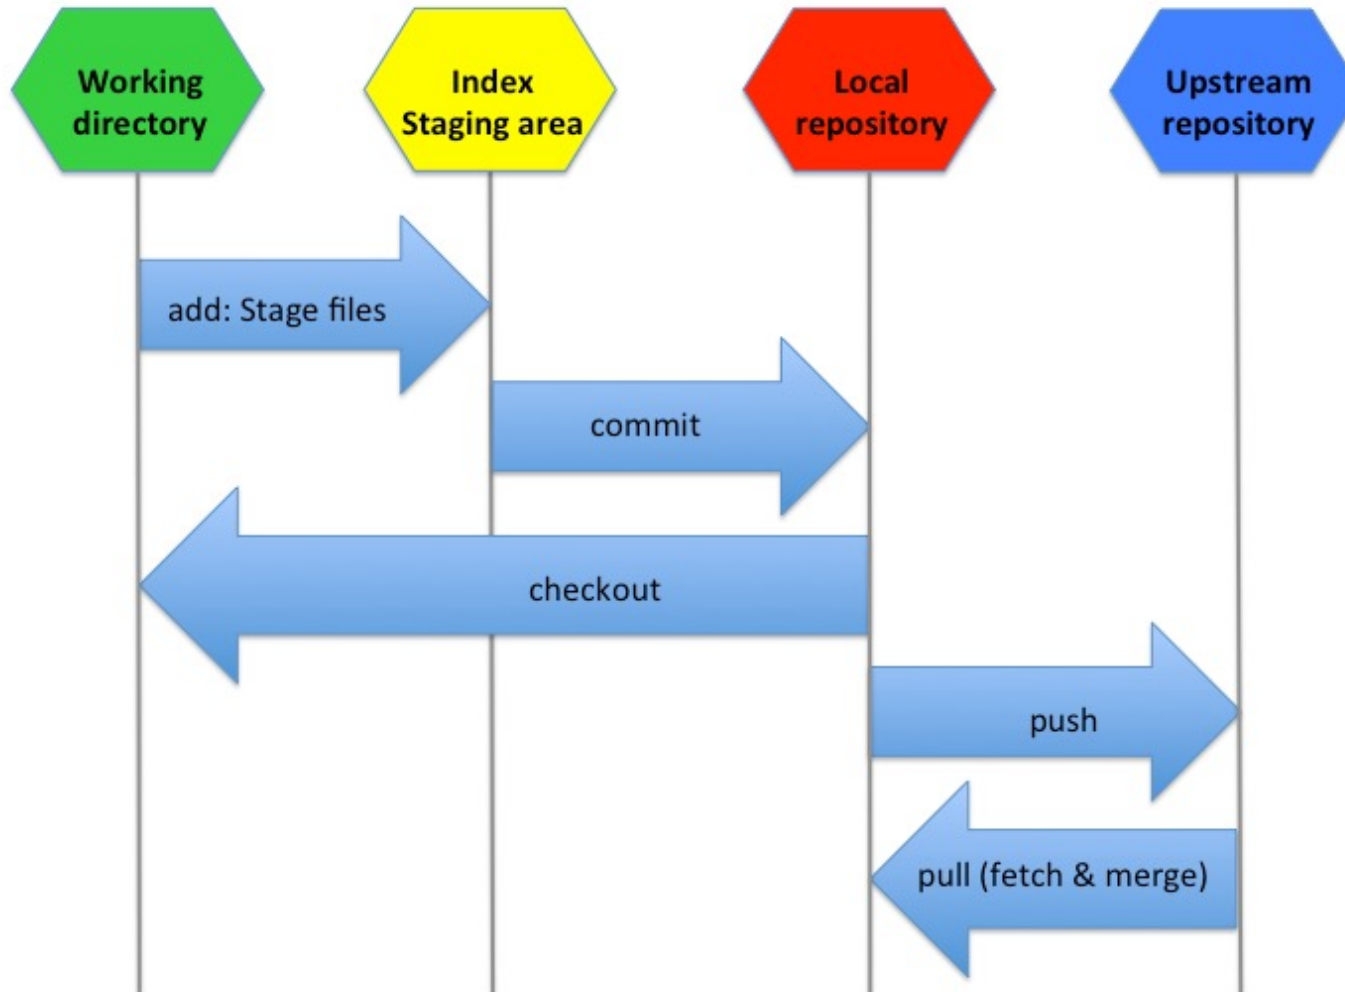 Working
directory
Index
Staging area
Local
repository
Upstream
repository
add: Stage files
commit
checkout
push
pull (fetch & merge)